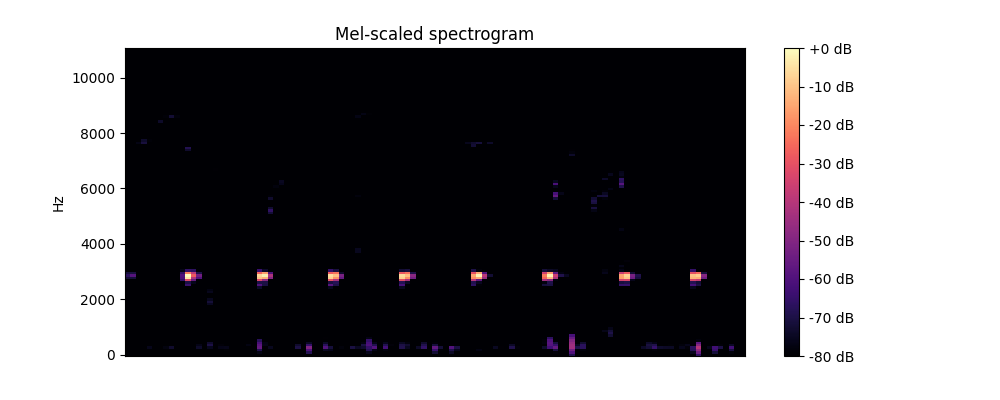 Mel-scaled spectrogram
Hz
10000
8000
6000
4000
2000
0
+0 dB
-10 dB
-20 dB
-30 dB
-40 dB
-50 dB
-60 dB
-70 dB
-80 dB